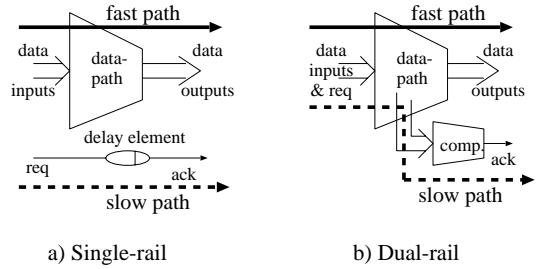 fast path
data
inputs
data-
path
data
outputs
delay element
req
ack
slow path
a) Single-rail
fast path
data
inputs
& req
data-
path
data
outputs
comp.
ack
slow path
b) Dual-rail